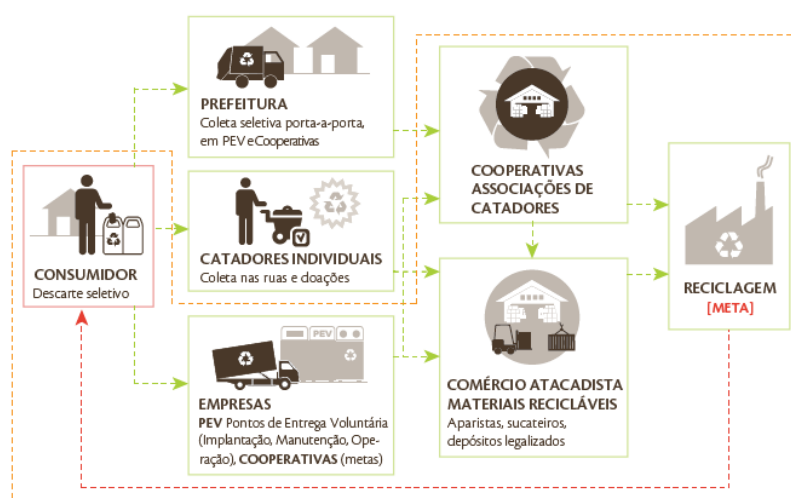 PREFEITURA
Coleta seletiva porta-a-porta,
em PEV e Cooperativas
CONSUMIDOR
Descarte seletivo
CATADORES INDIVIDUAIS
Coleta nas ruas e doações
PEV
EMPRESAS
PEV Pontos de Entrega Voluntária
(Implantação, Manutenção, Ope-
ração), COOPERATIVAS (metas)
COOPERATIVAS
ASSOCIAÇÕES DE
CATADORES
COMÉRCIO ATACADISTA
MATERIAIS RECICLÁVEIS
Aparistas, sucateiros,
depósitos legalizados
RECICLAGEM
[META]